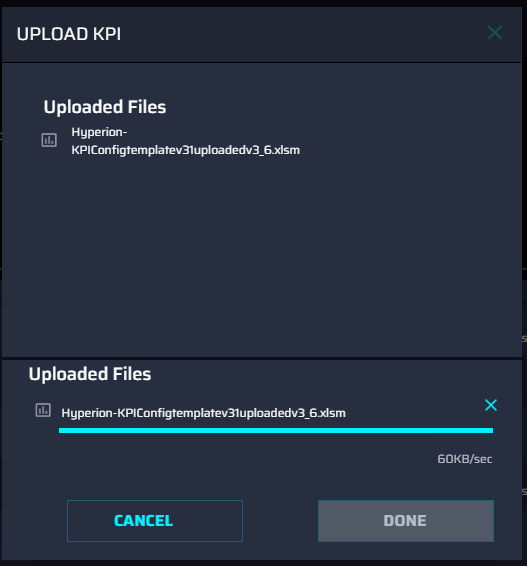 UPLOAD KPI
Uploaded Files
Hyperion-
KPIConfigtemplatev31uploadedv3_6.xlsm
Uploaded Files
Hyperion-KPIConfigtemplatev31uploadedv3_6.xlsm
60KB/sec
CANCEL
DONE